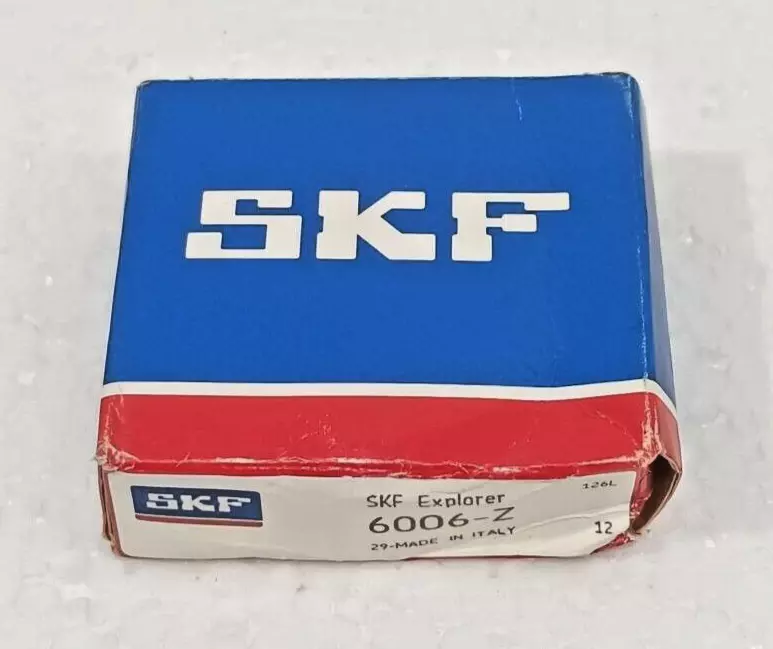 SKF
SKF
SKF Explorer
6006-Z
29-MADE IN ITALY
126L
12